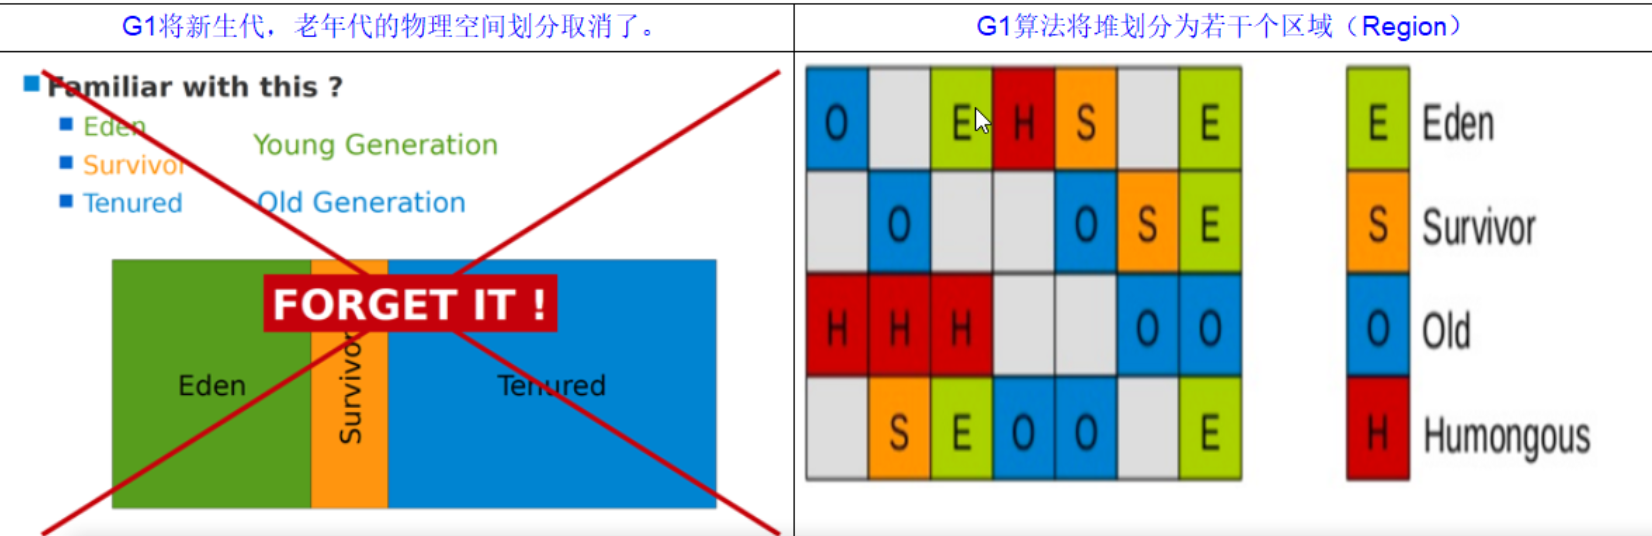 G1将新生代，老年代的物理空间划分取消了。
Familiar with this ?
Eden
Survivor
Tenured
Young Generation
Old Generation
FORGET IT !
Eden
Survivor
Tenured
G1算法将堆划分为若干个区域（Region）
O E H S E
O O S E
H H H O O
S E O O E
E Eden
S Survivor
O Old
H Humongous